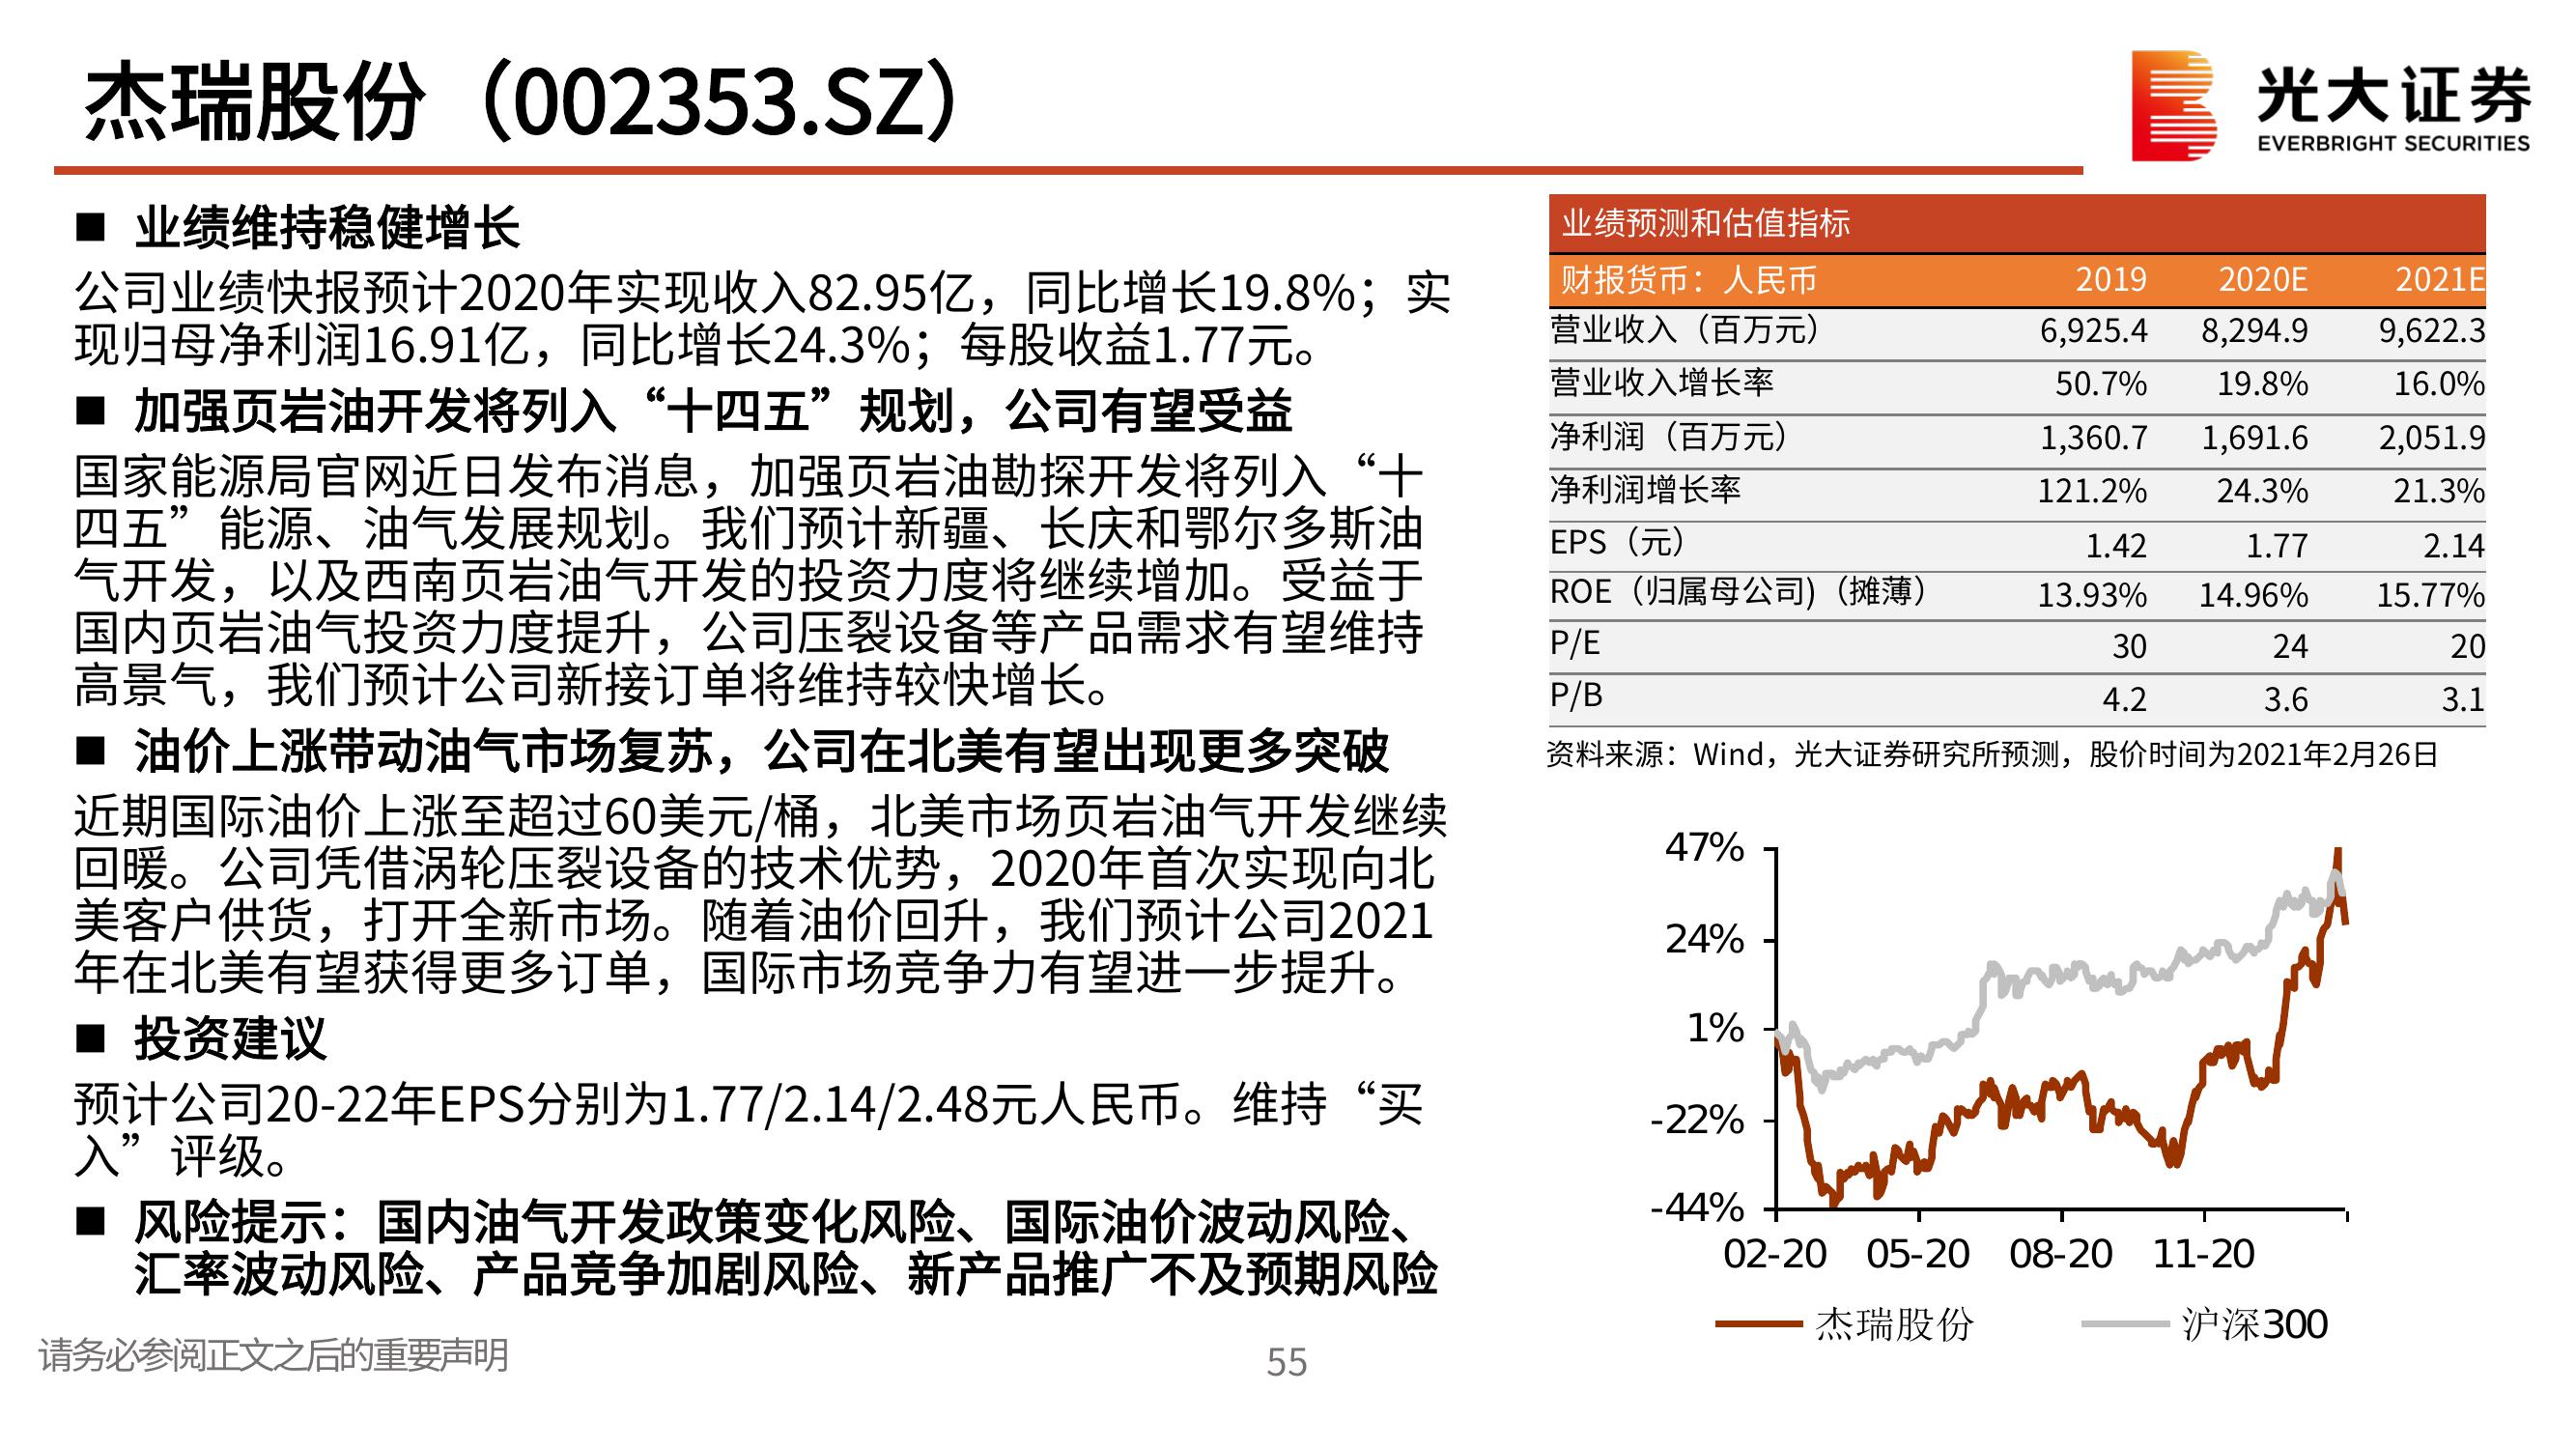 杰瑞股份（002353.SZ）
光大证券
EVERBRIGHT SECURITIES
■ 业绩维持稳健增长
公司业绩快报预计2020年实现收入82.95亿，同比增长19.8%；实
现归母净利润16.91亿，同比增长24.3%；每股收益1.77元。
■ 加强页岩油开发将列入“十四五”规划，公司有望受益
国家能源局官网近日发布消息，加强页岩油勘探开发将列入“十
四五”能源、油气发展规划。我们预计新疆、长庆和鄂尔多斯油
气开发，以及西南页岩油气开发的投资力度将继续增加。受益于
国内页岩油气投资力度提升，公司压裂设备等产品需求有望维持
高景气，我们预计公司新接订单将维持较快增长。
■ 油价上涨带动油气市场复苏，公司在北美有望出现更多突破
近期国际油价上涨至超过60美元/桶，北美市场页岩油气开发继续
回暖。公司凭借涡轮压裂设备的技术优势，2020年首次实现向北
美客户供货，打开全新市场。随着油价回升，我们预计公司2021
年在北美有望获得更多订单，国际市场竞争力有望进一步提升。
■ 投资建议
预计公司20-22年EPS分别为1.77/2.14/2.48元人民币。维持“买
入”评级。
■ 风险提示：国内油气开发政策变化风险、国际油价波动风险、
汇率波动风险、产品竞争加剧风险、新产品推广不及预期风险
业绩预测和估值指标
财报货币：人民币 2019 2020E 2021E
营业收入（百万元） 6,925.4 8,294.9 9,622.3
营业收入增长率 50.7% 19.8% 16.0%
净利润（百万元） 1,360.7 1,691.6 2,051.9
净利润增长率 121.2% 24.3% 21.3%
EPS（元） 1.42 1.77 2.14
ROE（归属母公司)（摊薄） 13.93% 14.96% 15.77%
P/E 30 24 20
P/B 4.2 3.6 3.1
资料来源：Wind，光大证券研究所预测，股价时间为2021年2月26日
47%
24%
1%
-22%
-44%
02-20 05-20 08-20 11-20
杰瑞股份 沪深300
请务必参阅正文之后的重要声明
55